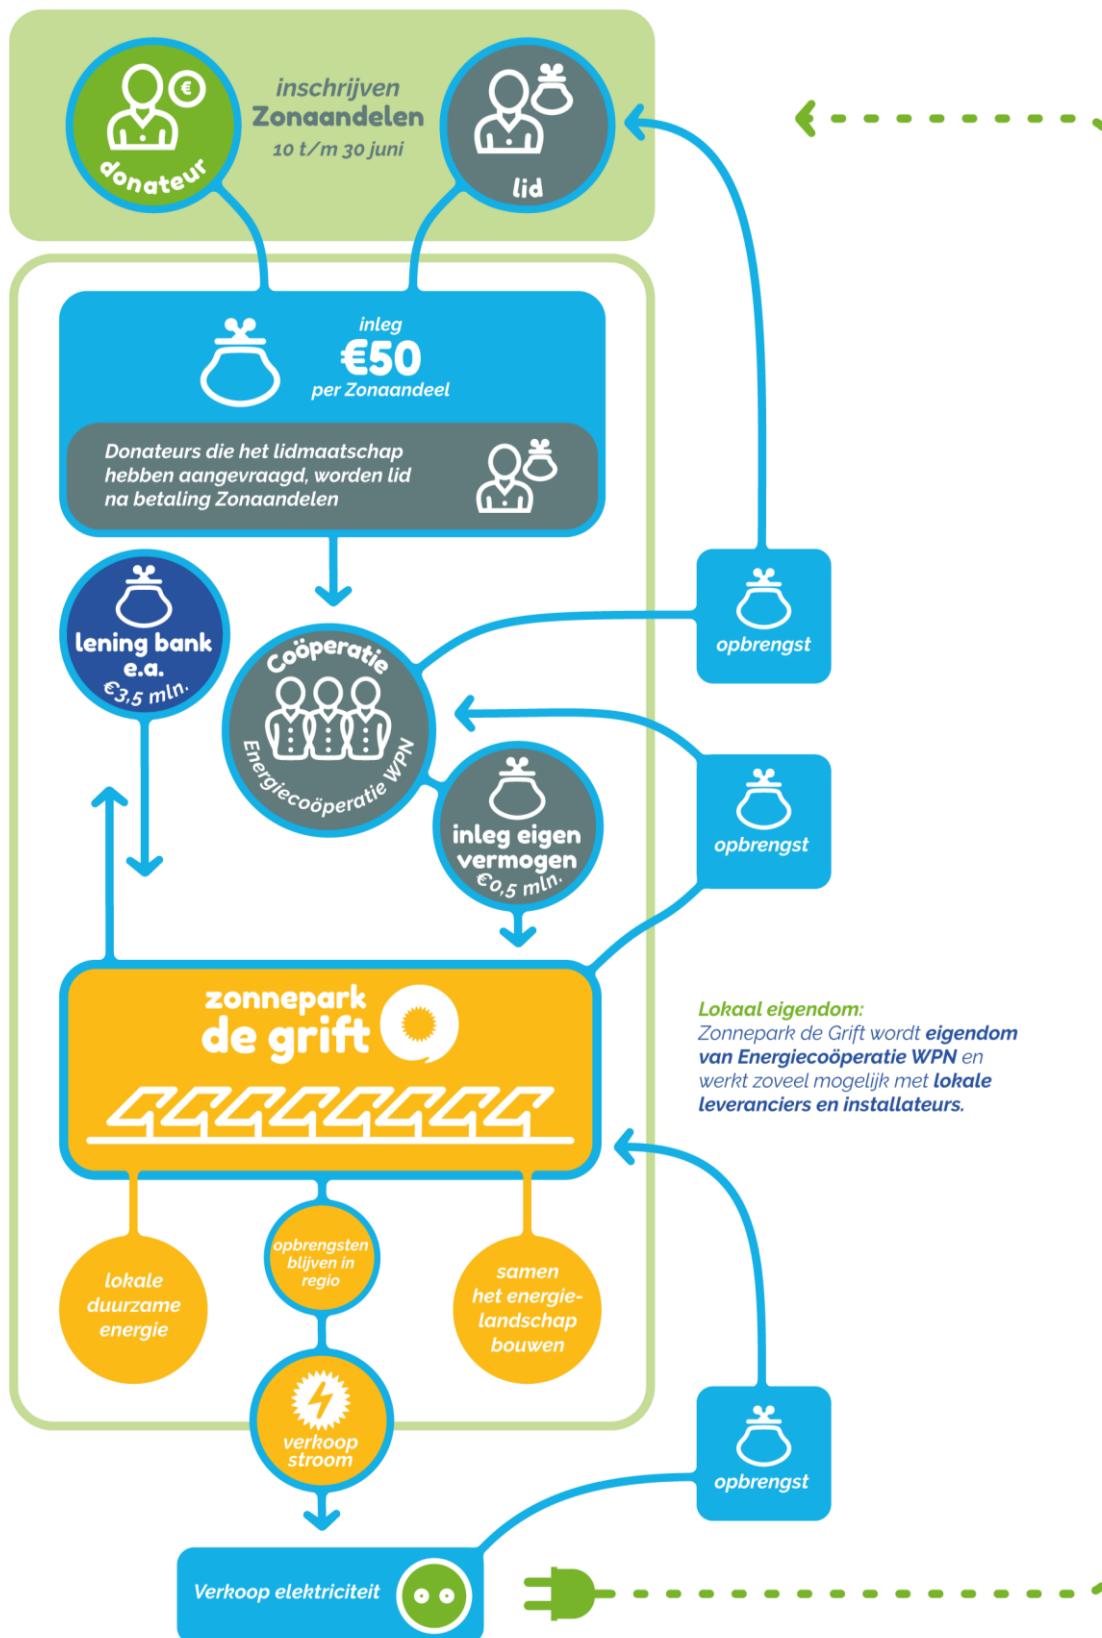 inschrijven
Zonaandelen
10 t/m 30 juni
donateur
lid
inleg
€50
per Zonaandeel
Donateurs die het lidmaatschap
hebben aangevraagd, worden lid
na betaling Zonaandelen
lening bank
e.a.
€3,5 mln.
Coöperatie
Energiecoöperatie WPN
opbrengst
inleg eigen
vermogen
€0,5 mln.
opbrengst
zonnepark
de grift
Lokaal eigendom:
Zonnepark de Grift wordt eigendom
van Energiecoöperatie WPN en
werkt zoveel mogelijk met lokale
leveranciers en installateurs.
lokale
duurzame
energie
opbrengsten
blijven in
regio
samen
het energie-
landschap
bouwen
verkoop
stroom
opbrengst
Verkoop elektriciteit
€